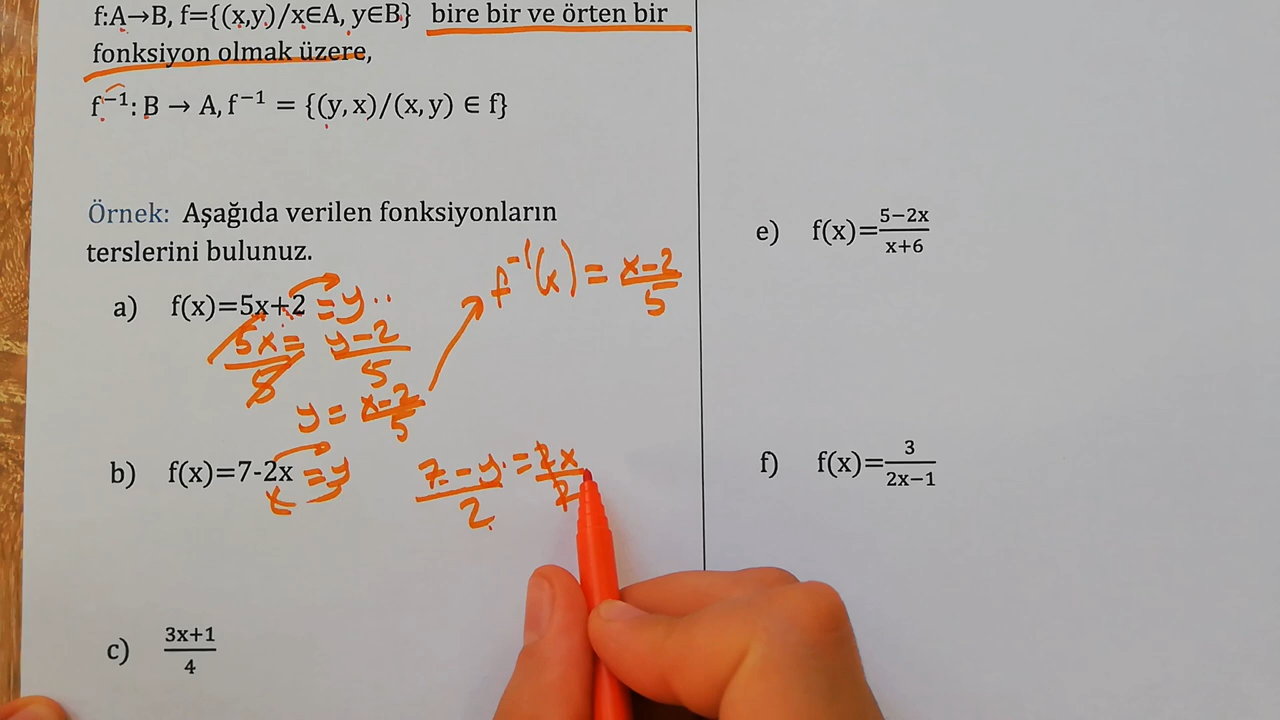 f:A→B, f={(x,y)/x∈A, y∈B} bire bir ve örten bir
fonksiyon olmak üzere,
f⁻¹: B → A, f⁻¹ = {(y, x)/(x, y) ∈ f}
Örnek: Aşağıda verilen fonksiyonların
terslerini bulunuz.
f⁻¹(x) = x-2/5
a) f(x)=5x+2 = y
5x/5 = y-2/5
y = x-2/5
b) f(x)=7-2x = y
7-y/2 = 2x/2
c) 3x+1/4
e) f(x)=5-2x/x+6
f) f(x)=3/2x-1